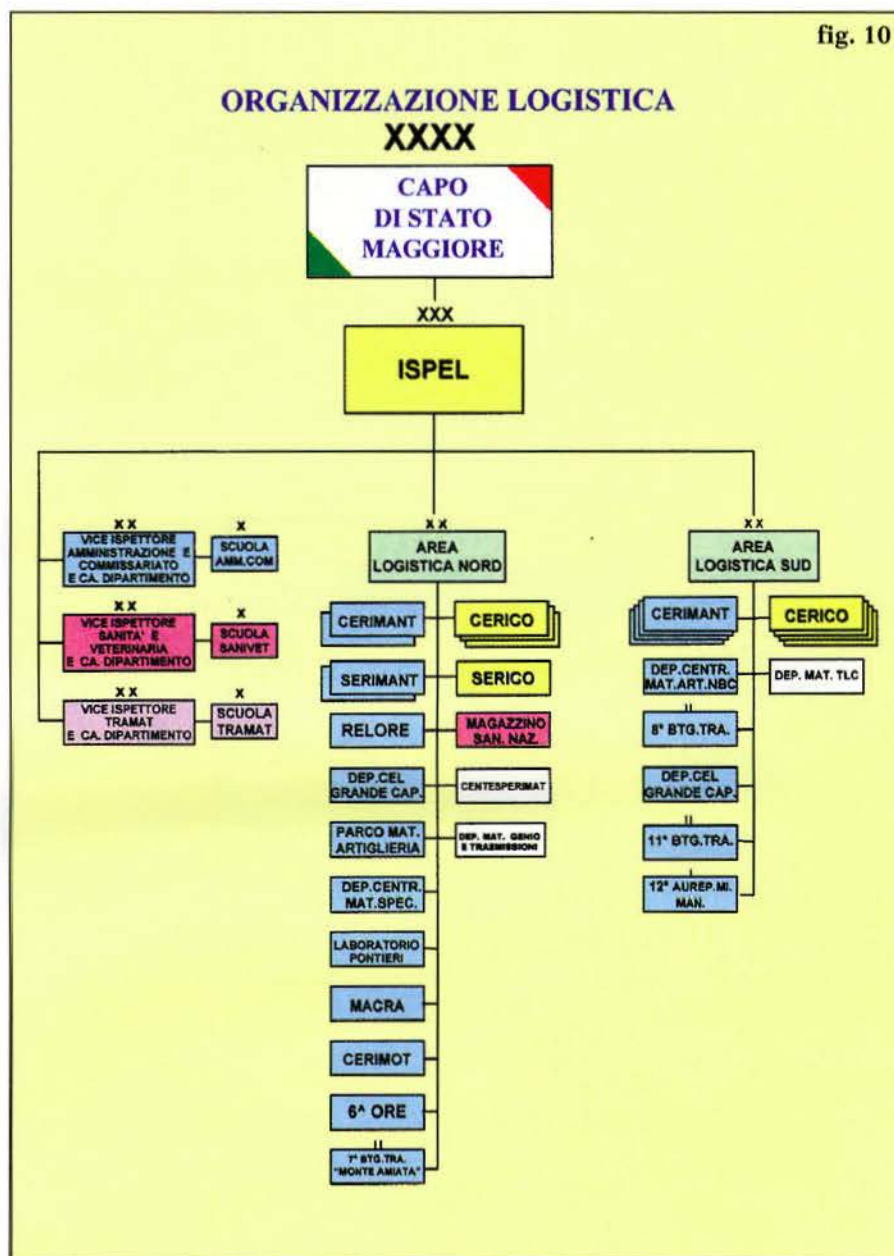 fig. 10
ORGANIZZAZIONE LOGISTICA
XXXX
CAPO
DI STATO
MAGGIORE
XXX
ISPEL
XX
VICE ISPETTORE
AMMINISTRAZIONE E
COMMISSARIATO
E CA. DIPARTIMENTO
X
SCUOLA
AMM.COM
XX
VICE ISPETTORE
SANITA' E
VETERINARIA
E CA. DIPARTIMENTO
X
SCUOLA
SANIVET
XX
VICE ISPETTORE
TRAMAT
E CA. DIPARTIMENTO
X
SCUOLA
TRAMAT
XX
AREA
LOGISTICA NORD
CERIMANT
CERICO
SERIMANT
SERICO
RELORE
MAGAZZINO
SAN. NAZ.
DEP.CEL
GRANDE CAP.
CENTESPERIMAT
PARCO MAT.
ARTIGLIERIA
DEP. MAT. GENIO
E TRASMISSIONI
DEP.CENTR.
MAT.SPEC.
LABORATORIO
PONTIERI
MACRA
CERIMOT
6^ ORE
II
7° BTG.TRA.
"MONTE AMIATA"
XX
AREA
LOGISTICA SUD
CERIMANT
CERICO
DEP.CENTR.
MAT.ART.NBC
DEP. MAT. TLC
II
8° BTG.TRA.
DEP.CEL
GRANDE CAP.
II
11° BTG.TRA.
I
12° AUREP.MI.
MAN.